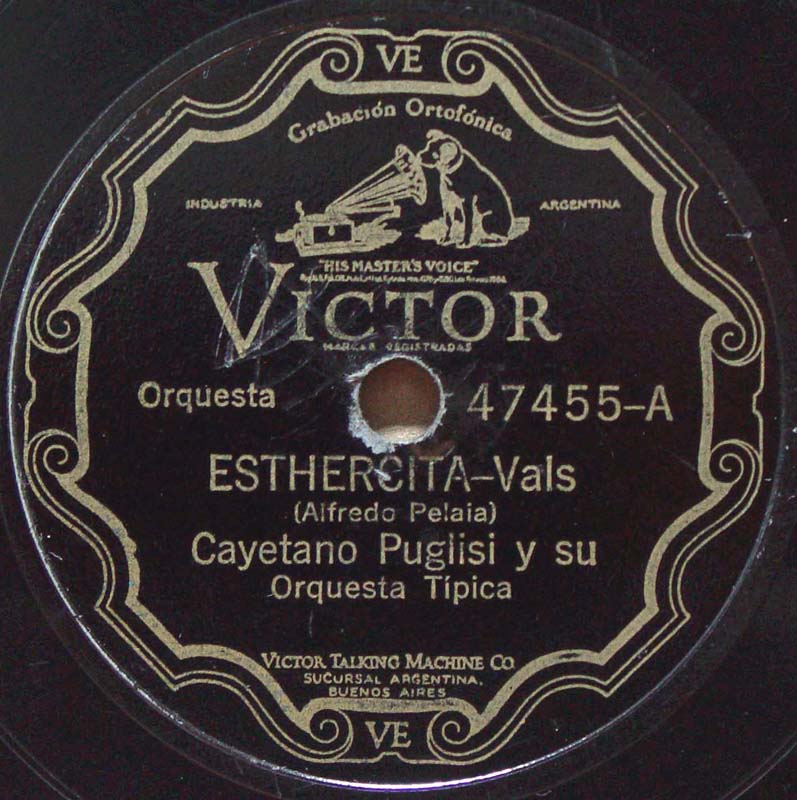 VE
Grabación Ortofónica
INDUSTRIA ARGENTINA
"HIS MASTER'S VOICE"
VICTOR
MARCAS REGISTRADAS
Orquesta 47455-A
ESTHERCITA-Vals
(Alfredo Pelaia)
Cayetano Puglisi y su
Orquesta Típica
VICTOR TALKING MACHINE CO.
SUCURSAL ARGENTINA,
BUENOS AIRES
VE